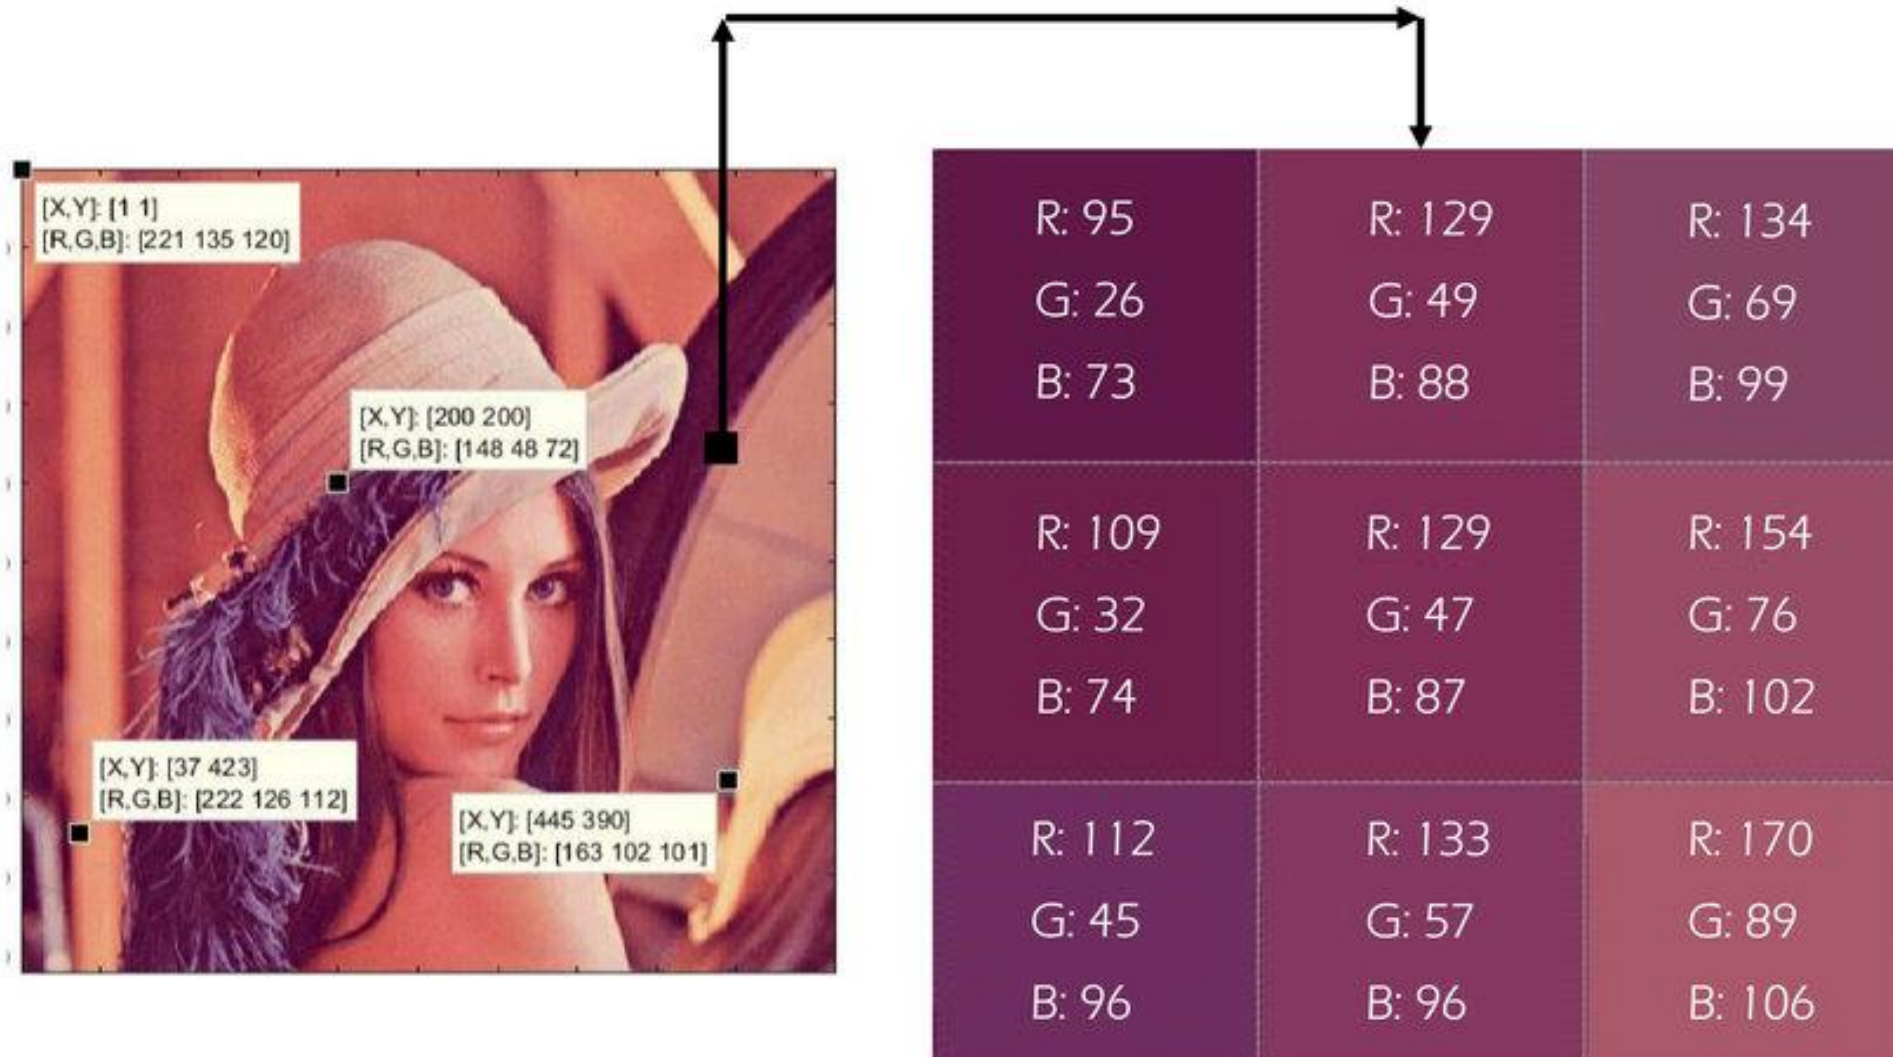 [X,Y]: [1 1]
[R,G,B]: [221 135 120]
[X,Y]: [200 200]
[R,G,B]: [148 48 72]
[X,Y]: [37 423]
[R,G,B]: [222 126 112]
[X,Y]: [445 390]
[R,G,B]: [163 102 101]
R: 95
G: 26
B: 73
R: 129
G: 49
B: 88
R: 134
G: 69
B: 99
R: 109
G: 32
B: 74
R: 129
G: 47
B: 87
R: 154
G: 76
B: 102
R: 112
G: 45
B: 96
R: 133
G: 57
B: 96
R: 170
G: 89
B: 106